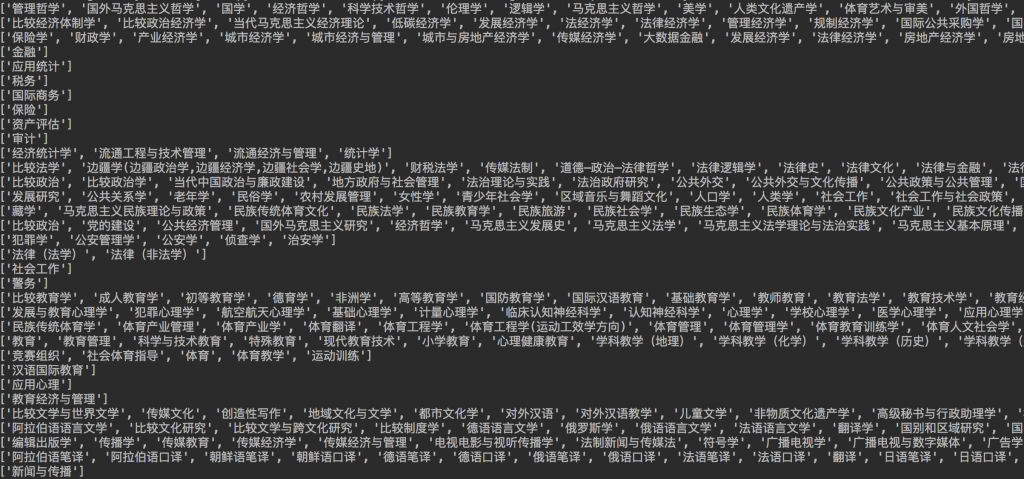 ['管理哲学', '国外马克思主义哲学', '国学', '经济哲学', '科学技术哲学', '伦理学', '逻辑学', '马克思主义哲学', '美学', '人类文化遗产学', '体育艺术与审美', '外国哲学',
['比较经济体制学', '比较政治经济学', '当代马克思主义经济理论', '低碳经济学', '发展经济学', '法经济学', '法律经济学', '管理经济学', '规制经济学', '国际公共采购学', '国
['保险学', '财政学', '产业经济学', '城市经济学', '城市经济与管理', '城市与房地产经济学', '传媒经济学', '大数据金融', '发展经济学', '法律经济学', '房地产经济学', '房地
['金融']
['应用统计']
['税务']
['国际商务']
['保险']
['资产评估']
['审计']
['经济统计学', '流通工程与技术管理', '流通经济与管理', '统计学']
['比较法学', '边疆学(边疆政治学,边疆经济学,边疆社会学,边疆史地)', '财税法学', '传媒法制', '道德—政治—法律哲学', '法律逻辑学', '法律史', '法律文化', '法律与金融', '法
['比较政治', '比较政治学', '当代中国政治与廉政建设', '地方政府与社会管理', '法治理论与实践', '法治政府研究', '公共外交', '公共外交与文化传播', '公共政策与公共管理', '国
['发展研究', '公共关系学', '老年学', '民俗学', '农村发展管理', '女性学', '青少年社会学', '区域音乐与舞蹈文化', '人口学', '人类学', '社会工作', '社会工作与社会政策',
['藏学', '马克思主义民族理论与政策', '民族传统体育文化', '民族法学', '民族教育学', '民族旅游', '民族社会学', '民族生态学', '民族体育学', '民族文化产业', '民族文化传播
['比较政治', '党的建设', '公共经济管理', '国外马克思主义研究', '经济哲学', '马克思主义发展史', '马克思主义法学', '马克思主义法学理论与法治实践', '马克思主义基本原理',
['犯罪学', '公安管理学', '公安学', '侦查学', '治安学']
['法律（法学）', '法律（非法学）']
['社会工作']
['警务']
['比较教育学', '成人教育学', '初等教育学', '德育学', '非洲学', '高等教育学', '国防教育学', '国际汉语教育', '基础教育学', '教师教育', '教育法学', '教育技术学', '教育经
['发展与教育心理学', '犯罪心理学', '航空航天心理学', '基础心理学', '计量心理学', '临床认知神经科学', '认知神经科学', '心理学', '学校心理学', '医学心理学', '应用心理
['民族传统体育学', '体育产业管理', '体育产业学', '体育翻译', '体育工程学', '体育工程学(运动工效学方向)', '体育管理', '体育管理学', '体育教育训练学', '体育人文社会学',
['教育', '教育管理', '科学与技术教育', '特殊教育', '现代教育技术', '小学教育', '心理健康教育', '学科教学（地理）', '学科教学（化学）', '学科教学（历史）', '学科教学（
['竞赛组织', '社会体育指导', '体育', '体育教学', '运动训练']
['汉语国际教育']
['应用心理']
['教育经济与管理']
['比较文学与世界文学', '传媒文化', '创造性写作', '地域文化与文学', '都市文化学', '对外汉语', '对外汉语教学', '儿童文学', '非物质文化遗产学', '高级秘书与行政助理学',
['阿拉伯语语言文学', '比较文化研究', '比较文学与跨文化研究', '比较制度学', '德语语言文学', '俄罗斯学', '俄语语言文学', '法语语言文学', '翻译学', '国别和区域研究', '国
['编辑出版学', '传播学', '传媒教育', '传媒经济学', '传媒经济与管理', '电视电影与视听传播学', '法制新闻与传媒法', '符号学', '广播电视学', '广播电视与数字媒体', '广告学
['阿拉伯语笔译', '阿拉伯语口译', '朝鲜语笔译', '朝鲜语口译', '德语笔译', '德语口译', '俄语笔译', '俄语口译', '法语笔译', '法语口译', '翻译', '日语笔译', '日语口译',
['新闻与传播']